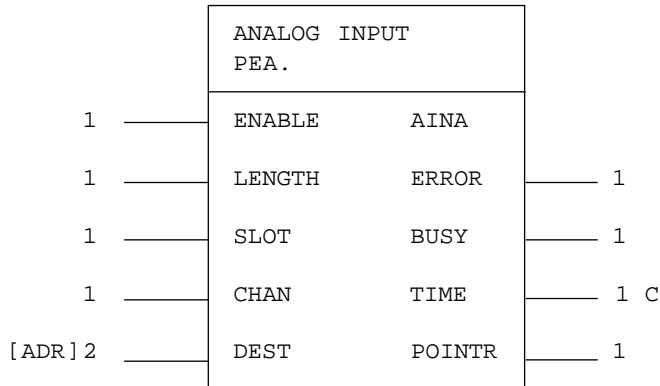 ANALOG INPUT
PEA.
1 ENABLE AINA
1 LENGTH ERROR 1
1 SLOT BUSY 1
1 CHAN TIME 1 C
[ADR]2 DEST POINTR 1